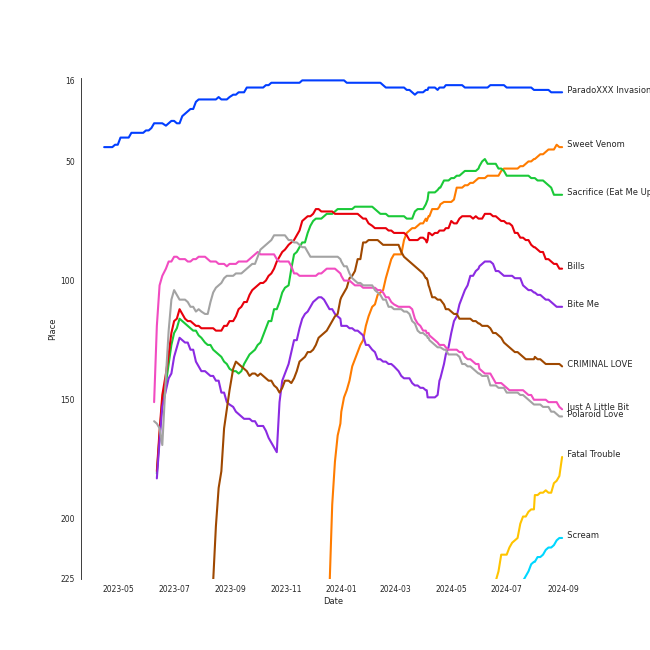 16
50
100
150
200
225
Place
2023-05
2023-07
2023-09
2023-11
2024-01
2024-03
2024-05
2024-07
2024-09
Date
ParadoXXX Invasion
Sweet Venom
Sacrifice (Eat Me Up
Bills
Bite Me
CRIMINAL LOVE
Just A Little Bit
Polaroid Love
Fatal Trouble
Scream